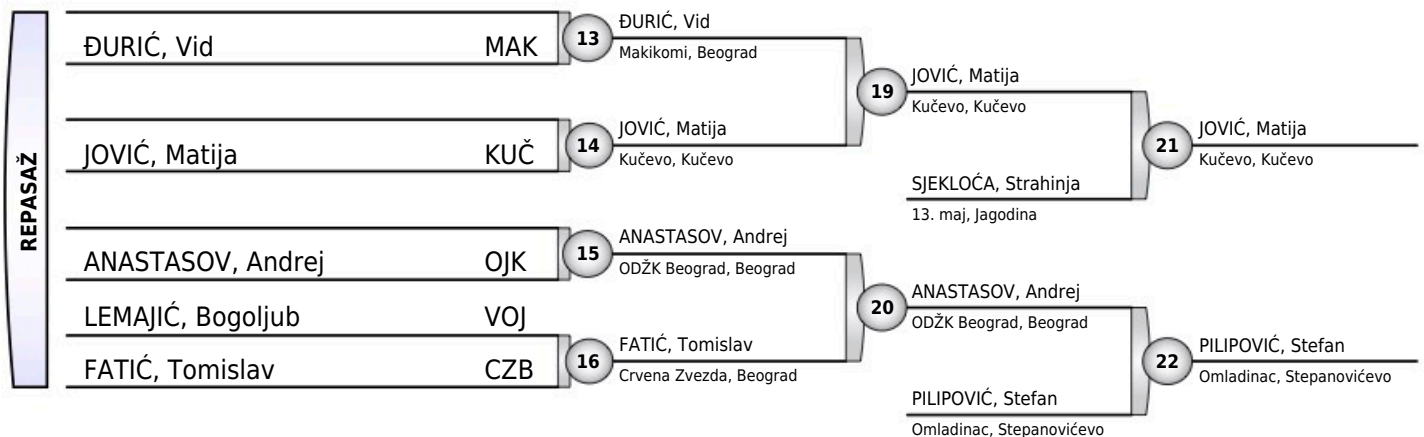 REPASAŽ
ĐURIĆ, Vid MAK
JOVIĆ, Matija KUČ
ANASTASOV, Andrej OJK
LEMAJIĆ, Bogoljub VOJ
FATIĆ, Tomislav CZB
13
ĐURIĆ, Vid
Makikomi, Beograd
14
JOVIĆ, Matija
Kučevo, Kučevo
15
ANASTASOV, Andrej
ODŽK Beograd, Beograd
16
FATIĆ, Tomislav
Crvena Zvezda, Beograd
19
JOVIĆ, Matija
Kučevo, Kučevo
SJEKLOĆA, Strahinja
13. maj, Jagodina
20
ANASTASOV, Andrej
ODŽK Beograd, Beograd
PILIPOVIĆ, Stefan
Omladinac, Stepanovićevo
21
JOVIĆ, Matija
Kučevo, Kučevo
22
PILIPOVIĆ, Stefan
Omladinac, Stepanovićevo